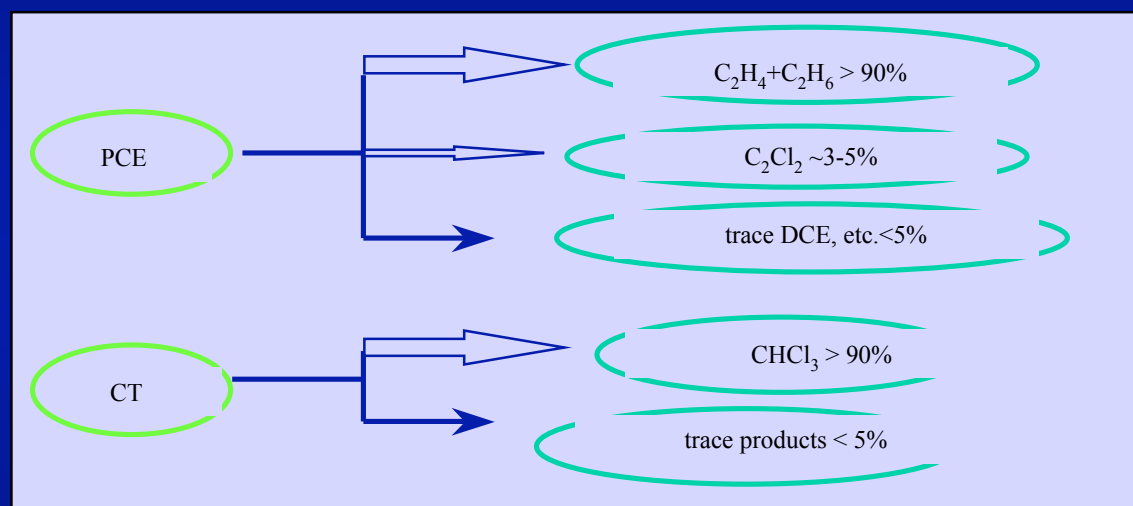 PCE
C₂H₄+C₂H₆ > 90%
C₂Cl₂ ~3-5%
trace DCE, etc.<5%
CT
CHCl₃ > 90%
trace products < 5%